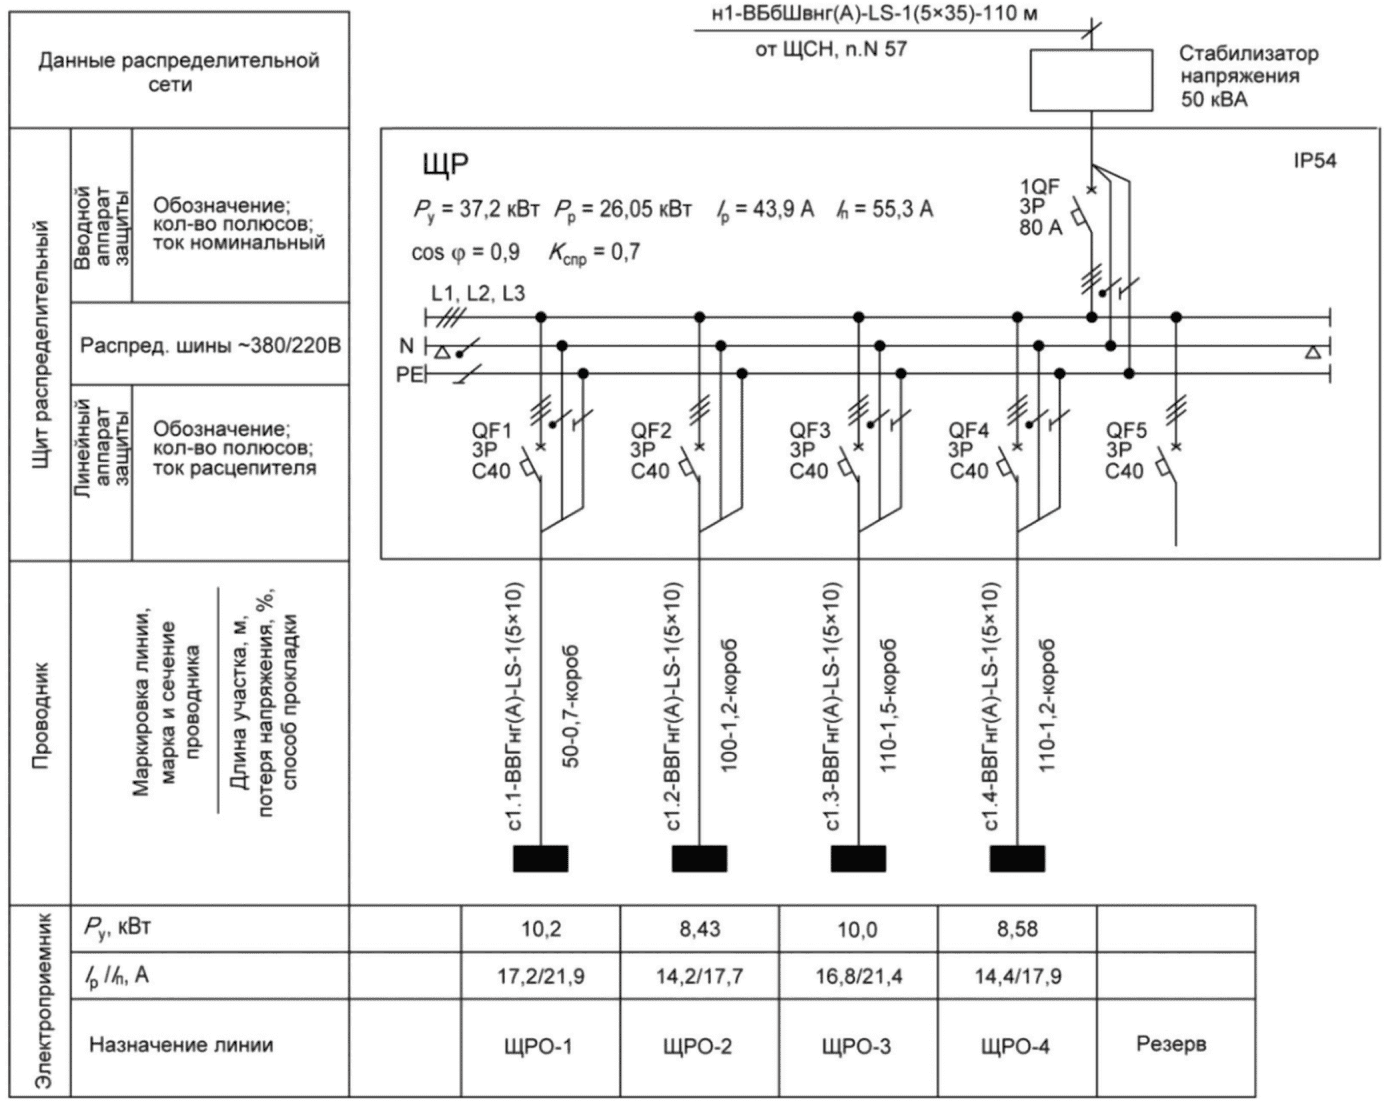 н1-ВБбШвнг(А)-LS-1(5×35)-110 м
от ЩСН, п.N 57
Стабилизатор
напряжения
50 кВА
Данные распределительной
сети
Щит распределительный
Вводной
аппарат
защиты
Обозначение;
кол-во полюсов;
ток номинальный
Распред. шины ~380/220В
Линейный
аппарат
защиты
Обозначение;
кол-во полюсов;
ток расцепителя
ЩР
IP54
Pу = 37,2 кВт Pр = 26,05 кВт Iр = 43,9 А Iп = 55,3 А
cos φ = 0,9 Kспр = 0,7
1QF
3P
80 А
L1, L2, L3
N
PE
QF1
3P
C40
QF2
3P
C40
QF3
3P
C40
QF4
3P
C40
QF5
3P
C40
Проводник
Маркировка линии,
марка и сечение
проводника
Длина участка, м,
потеря напряжения, %,
способ прокладки
с1.1-ВВГнг(А)-LS-1(5×10)
50-0,7-короб
с1.2-ВВГнг(А)-LS-1(5×10)
100-1,2-короб
с1.3-ВВГнг(А)-LS-1(5×10)
110-1,5-короб
с1.4-ВВГнг(А)-LS-1(5×10)
110-1,2-короб
Электроприемник
Pу, кВт 10,2 8,43 10,0 8,58
Iр /Iп, А 17,2/21,9 14,2/17,7 16,8/21,4 14,4/17,9
Назначение линии ЩРО-1 ЩРО-2 ЩРО-3 ЩРО-4 Резерв